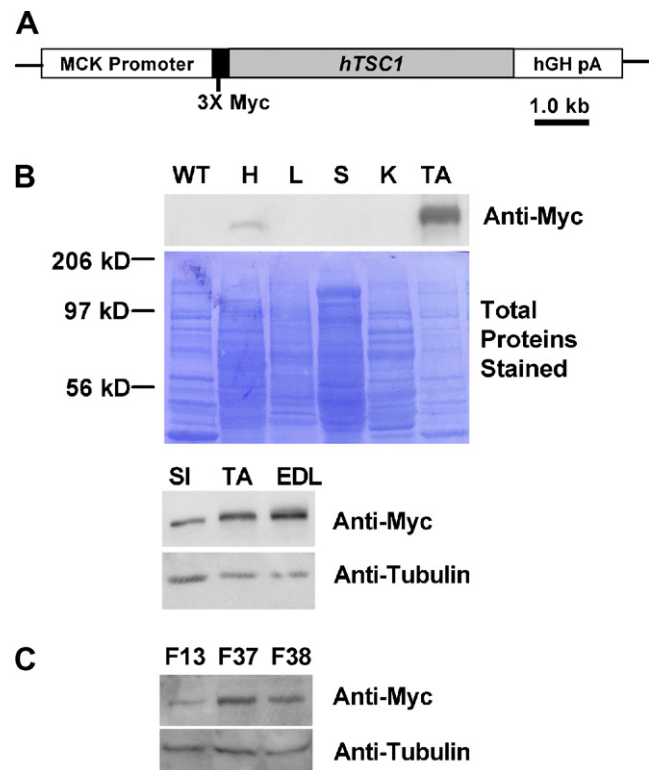 A
MCK Promoter hTSC1 hGH pA
3X Myc
1.0 kb
B
WT H L S K TA
Anti-Myc
206 kD
97 kD
56 kD
Total
Proteins
Stained
SI TA EDL
Anti-Myc
Anti-Tubulin
C
F13 F37 F38
Anti-Myc
Anti-Tubulin